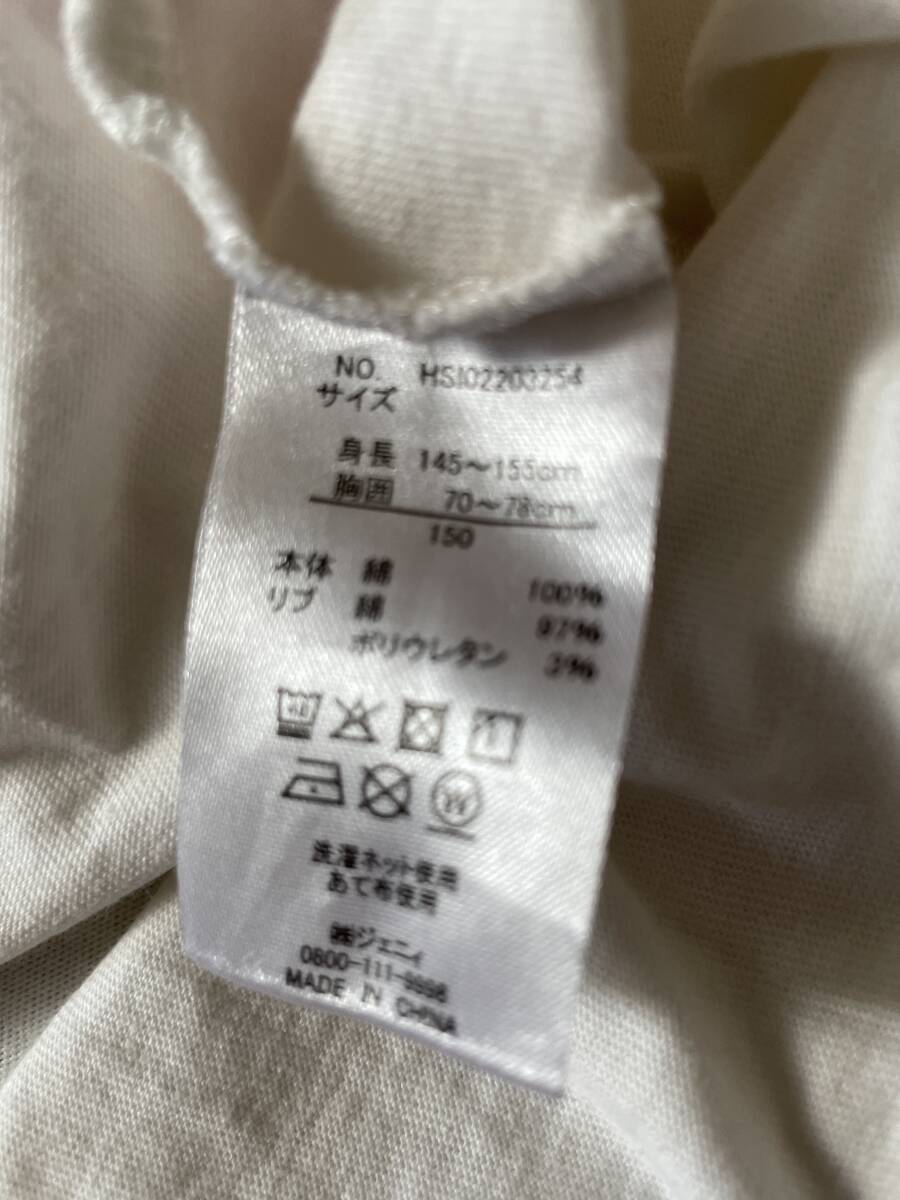 NO. HSI02203254
サイズ
身長 145～155cm
胸囲 70～78cm
150
本体 綿 100%
リブ 綿 97%
ポリウレタン 3%
洗濯ネット使用
あて布使用
㈱ジェニィ
0800-111-9998
MADE IN CHINA